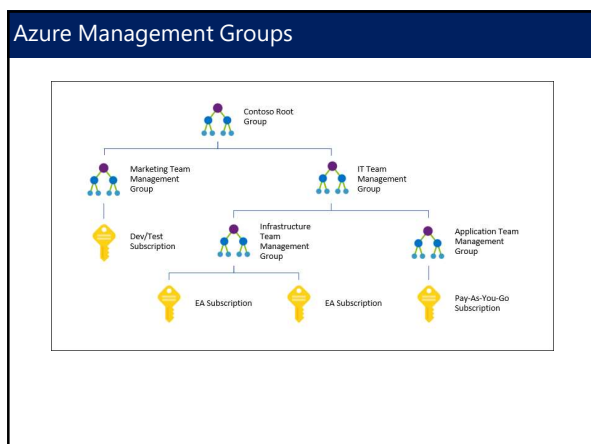 Azure Management Groups
Contoso Root
Group
Marketing Team
Management
Group
IT Team
Management
Group
Dev/Test
Subscription
Infrastructure
Team
Management
Group
Application Team
Management
Group
EA Subscription
EA Subscription
Pay-As-You-Go
Subscription